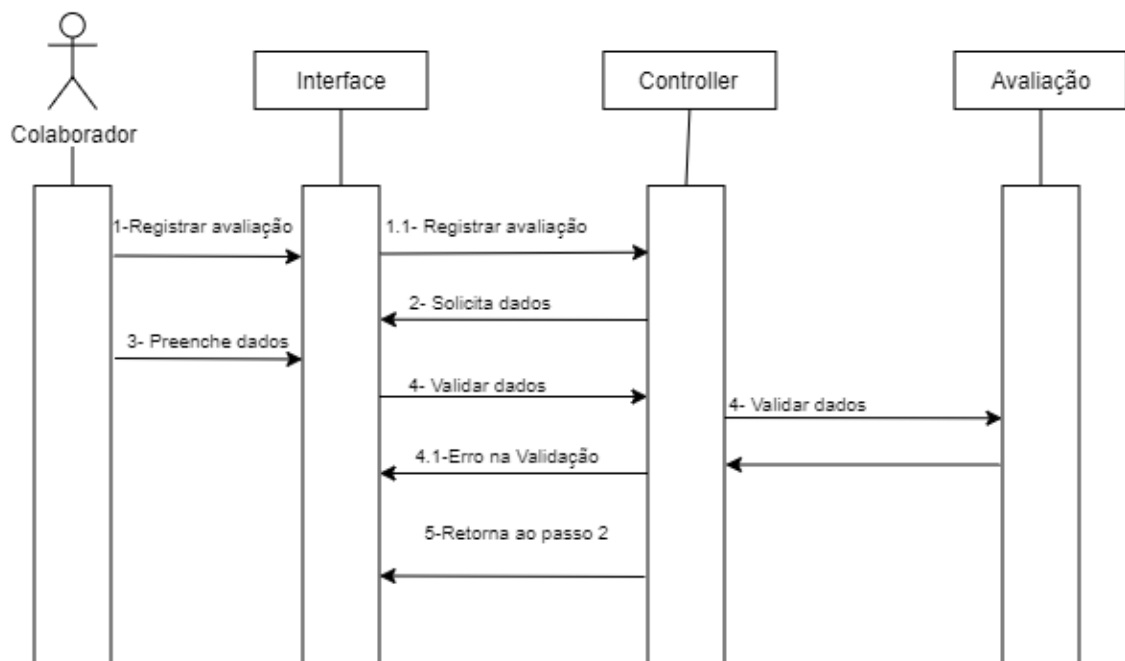 Interface
Controller
Avaliação
Colaborador
1-Registrar avaliação
1.1- Registrar avaliação
2- Solicita dados
3- Preenche dados
4- Validar dados
4- Validar dados
4.1-Erro na Validação
5-Retorna ao passo 2